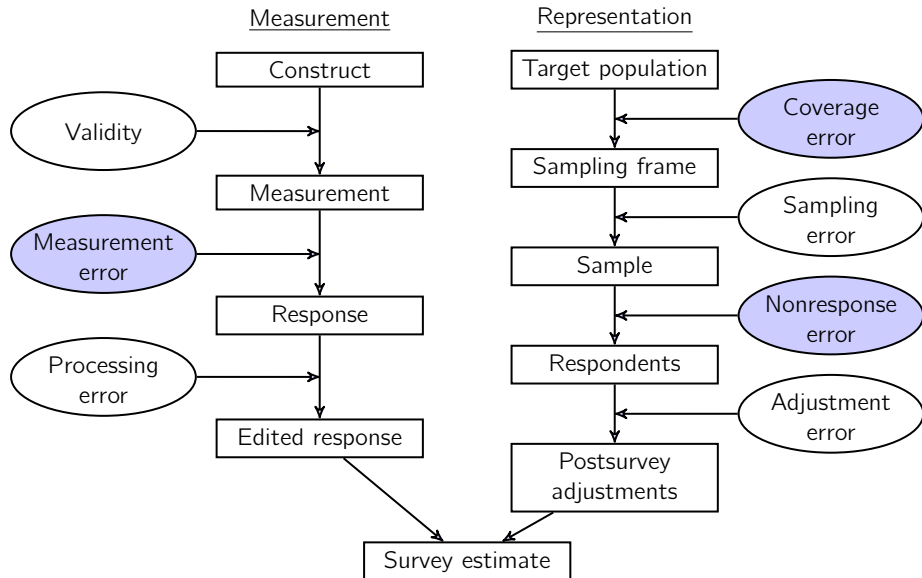 Measurement
Construct
Validity
Measurement
Measurement
error
Response
Processing
error
Edited response
Representation
Target population
Coverage
error
Sampling frame
Sampling
error
Sample
Nonresponse
error
Respondents
Adjustment
error
Postsurvey
adjustments
Survey estimate